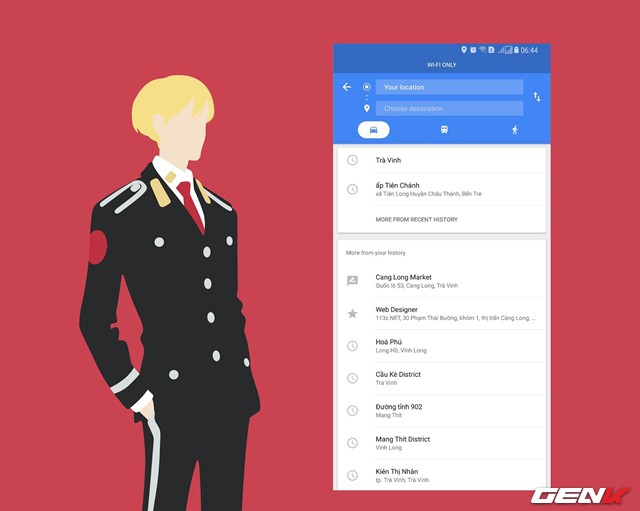 06:44
WI-FI ONLY
Your location
Choose destination
Trà Vinh
ấp Tiên Chánh
xã Tiên Long Huyện Châu Thành, Bến Tre
MORE FROM RECENT HISTORY
More from your history
Cang Long Market
Quốc lộ 53, Càng Long, Trà Vinh
Web Designer
113z.NET, 30 Phạm Thái Bường, khóm 1, thị trấn Càng Long, ...
Hoà Phú
Long Hồ, Vĩnh Long
Cầu Kè District
Tra Vinh
Đường tỉnh 902
Mang Thít
Mang Thít District
Vinh Long
Kiên Thị Nhẫn
tp. Trà Vinh, Trà Vinh
GENK